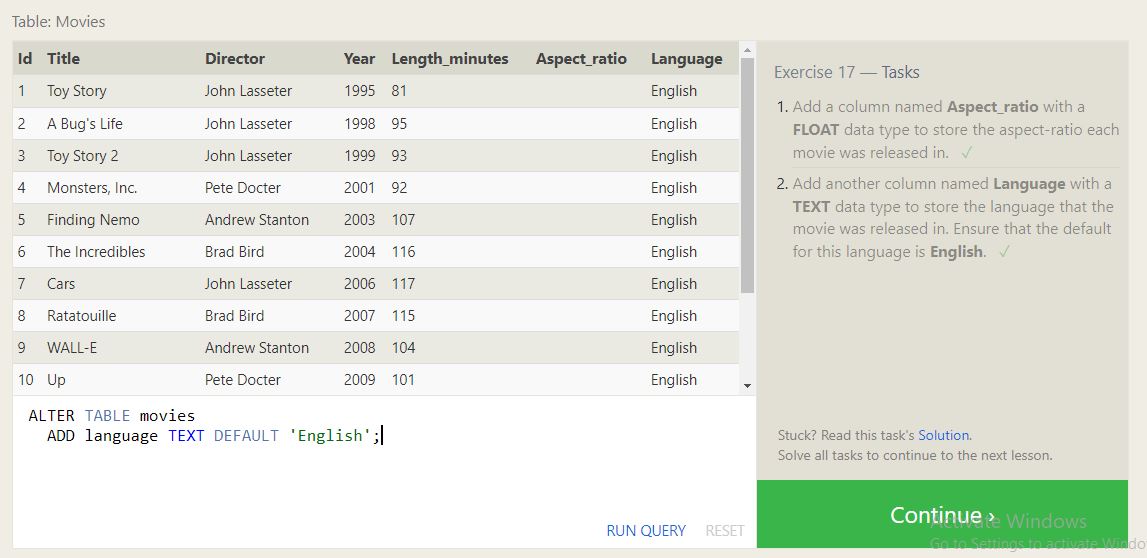 Table: Movies
Id Title Director Year Length_minutes Aspect_ratio Language
1 Toy Story John Lasseter 1995 81 English
2 A Bug's Life John Lasseter 1998 95 English
3 Toy Story 2 John Lasseter 1999 93 English
4 Monsters, Inc. Pete Docter 2001 92 English
5 Finding Nemo Andrew Stanton 2003 107 English
6 The Incredibles Brad Bird 2004 116 English
7 Cars John Lasseter 2006 117 English
8 Ratatouille Brad Bird 2007 115 English
9 WALL-E Andrew Stanton 2008 104 English
10 Up Pete Docter 2009 101 English
ALTER TABLE movies
ADD language TEXT DEFAULT 'English';
RUN QUERY RESET
Exercise 17 — Tasks
1. Add a column named Aspect_ratio with a
FLOAT data type to store the aspect-ratio each
movie was released in. ✓
2. Add another column named Language with a
TEXT data type to store the language that the
movie was released in. Ensure that the default
for this language is English. ✓
Stuck? Read this task's Solution.
Solve all tasks to continue to the next lesson.
Continue ›
Activate Windows
Go to Settings to activate Windo